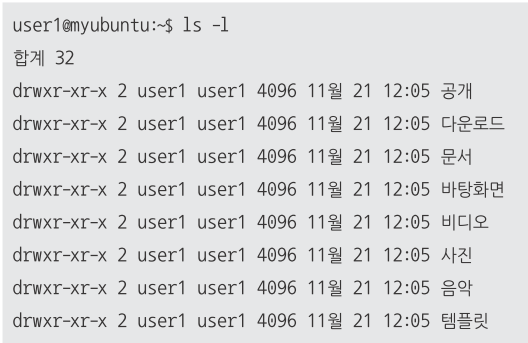 user1@myubuntu:~$ ls -l
합계 32
drwxr-xr-x 2 user1 user1 4096 11월 21 12:05 공개
drwxr-xr-x 2 user1 user1 4096 11월 21 12:05 다운로드
drwxr-xr-x 2 user1 user1 4096 11월 21 12:05 문서
drwxr-xr-x 2 user1 user1 4096 11월 21 12:05 바탕화면
drwxr-xr-x 2 user1 user1 4096 11월 21 12:05 비디오
drwxr-xr-x 2 user1 user1 4096 11월 21 12:05 사진
drwxr-xr-x 2 user1 user1 4096 11월 21 12:05 음악
drwxr-xr-x 2 user1 user1 4096 11월 21 12:05 템플릿